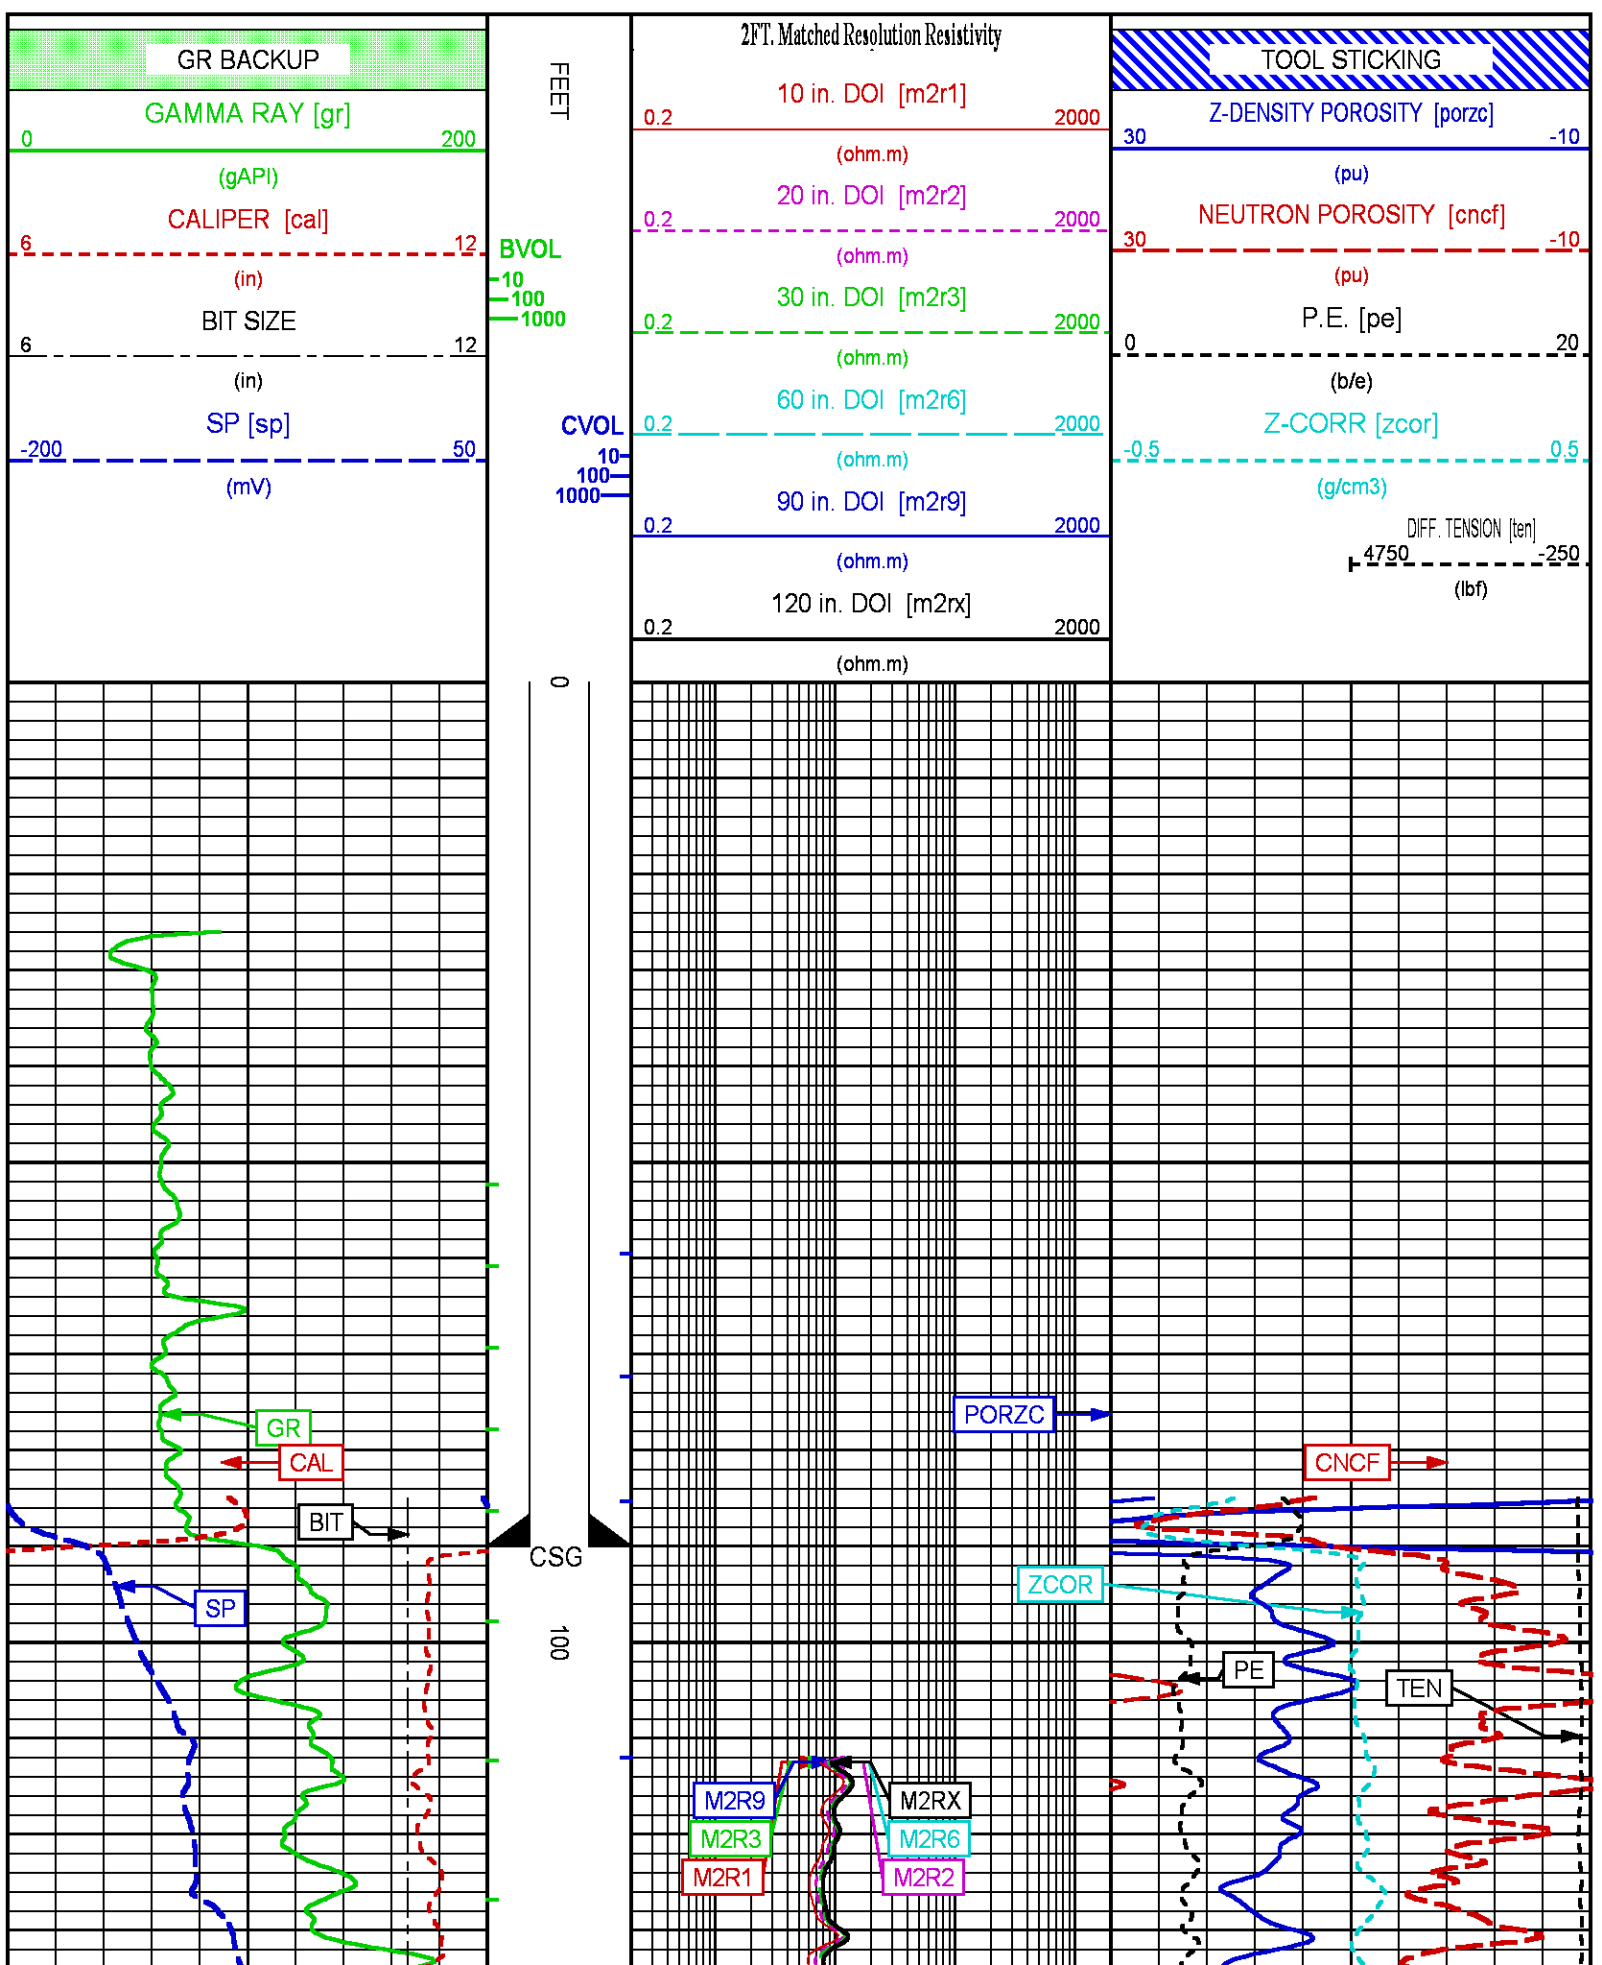 GR BACKUP
GAMMA RAY [gr]
0 200
(gAPI)
CALIPER [cal]
6 12
(in)
BIT SIZE
6 12
(in)
SP [sp]
-200 50
(mV)
FEET
BVOL
10
100
1000
CVOL
10
100
1000
2FT. Matched Resolution Resistivity
10 in. DOI [m2r1]
0.2 2000
(ohm.m)
20 in. DOI [m2r2]
0.2 2000
(ohm.m)
30 in. DOI [m2r3]
0.2 2000
(ohm.m)
60 in. DOI [m2r6]
0.2 2000
(ohm.m)
90 in. DOI [m2r9]
0.2 2000
(ohm.m)
120 in. DOI [m2rx]
0.2 2000
(ohm.m)
TOOL STICKING
Z-DENSITY POROSITY [porzc]
30 -10
(pu)
NEUTRON POROSITY [cncf]
30 -10
(pu)
P.E. [pe]
0 20
(b/e)
Z-CORR [zcor]
-0.5 0.5
(g/cm3)
DIFF. TENSION [ten]
4750 -250
(lbf)
0
PORZC
GR
CAL
CNCF
BIT
CSG
ZCOR
SP
100
PE
TEN
M2R9
M2RX
M2R3
M2R6
M2R1
M2R2